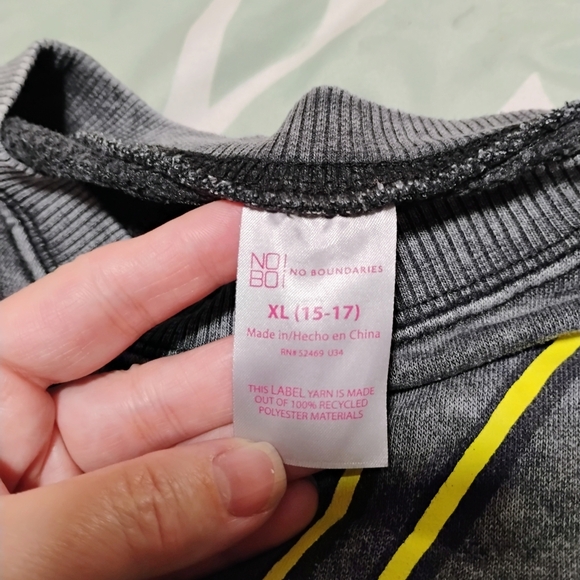 NO!
BO!
NO BOUNDARIES
XL (15-17)
Made in/Hecho en China
RN#52469 U34
THIS LABEL YARN IS MADE
OUT OF 100% RECYCLED
POLYESTER MATERIALS